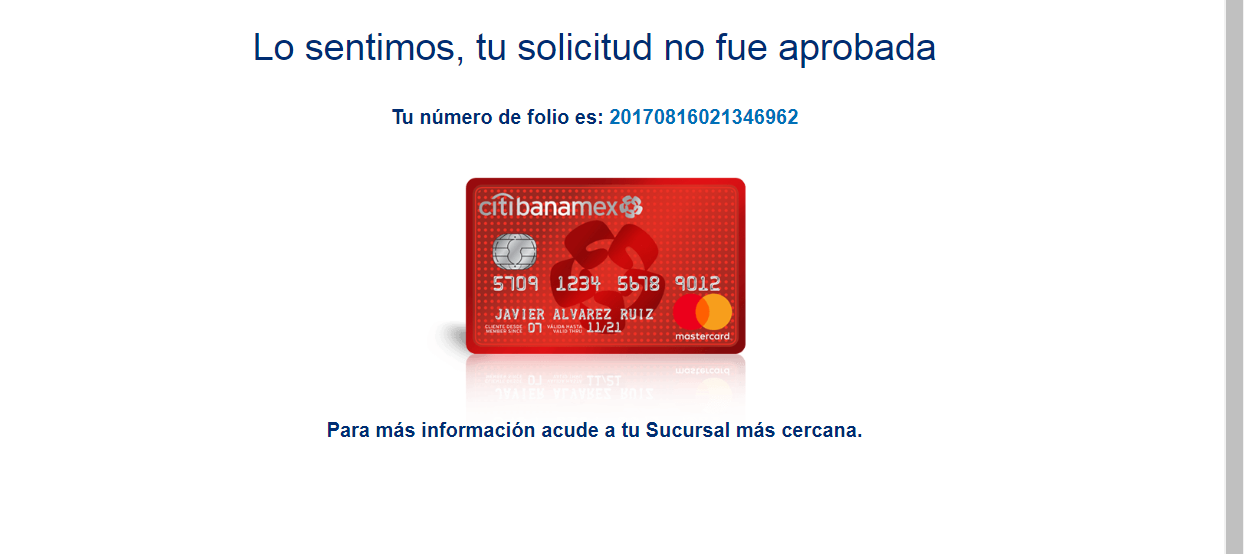 Lo sentimos, tu solicitud no fue aprobada
Tu número de folio es: 20170816021346962
citibanamex
5709 1234 5678 9012
JAVIER ALVAREZ RUIZ
CLIENTE DESDE 07 VÁLIDA HASTA 11/21
MEMBER SINCE VALID THRU
mastercard
Para más información acude a tu Sucursal más cercana.